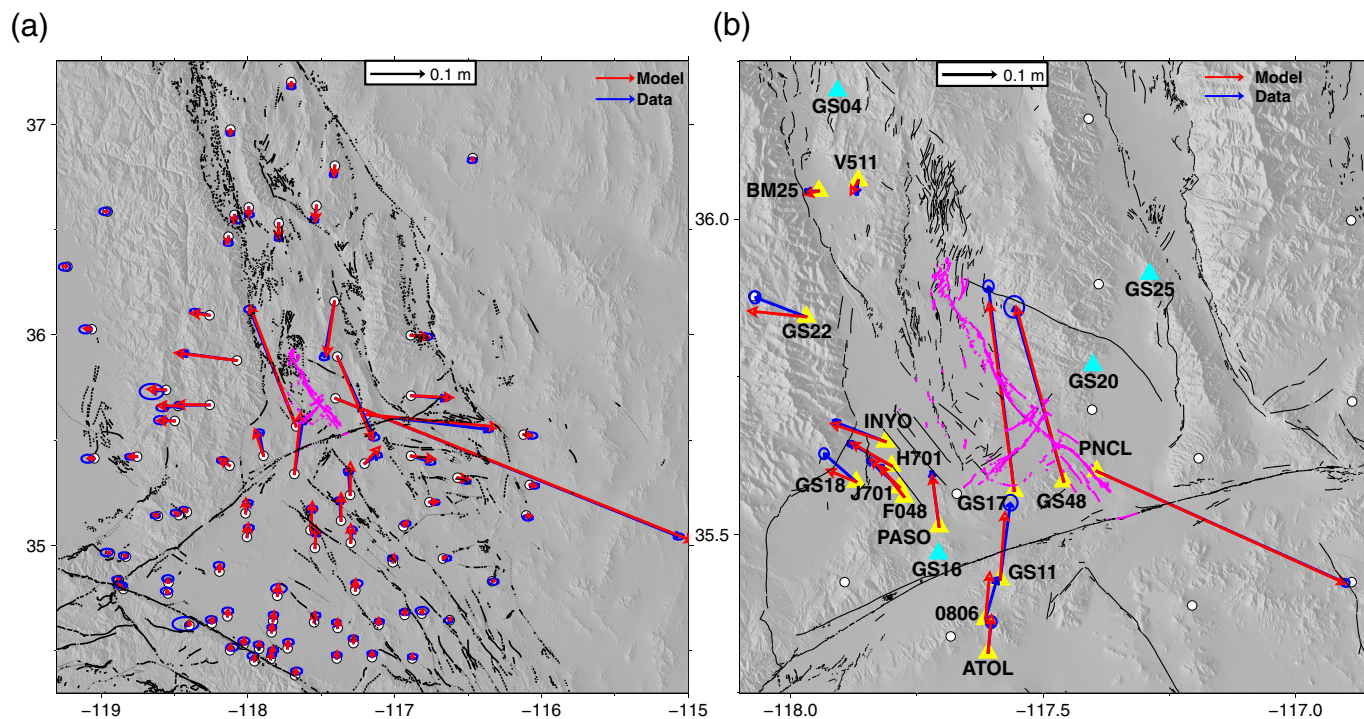 (a)
(b)
0.1 m
Model
Data
37
36
35
−119
−118
−117
−116
−115
0.1 m
Model
Data
GS04
V511
BM25
36.0
GS25
GS22
GS20
INYO
H701
PNCL
GS18
J701
GS17
GS48
F048
35.5
PASO
GS16
GS11
0806
ATOL
−118.0
−117.5
−117.0